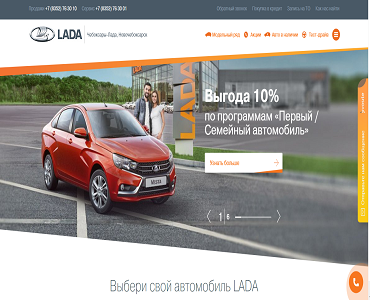 Продажи +7 (8352) 76 30 10 Сервис +7 (8352) 76 30 01
Обратный звонок Покупка в кредит Запись на ТО Как нас найти
LADA Чебоксары-Лада, Новочебоксарск
Модельный ряд Акции Авто в наличии Тест-драйв
LADA
Выгода 10%
по программам «Первый /
Семейный автомобиль»
Узнать больше
1 6
Выбери свой автомобиль LADA